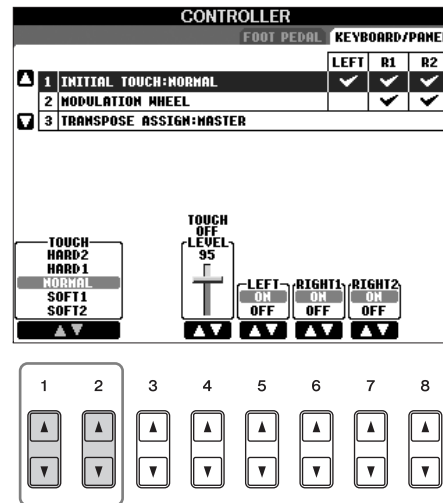 CONTROLLER
FOOT PEDAL KEYBOARD/PANE
LEFT R1 R2
1 INITIAL TOUCH:NORMAL
2 MODULATION WHEEL
3 TRANSPOSE ASSIGN:MASTER
TOUCH
HARD2
HARD1
NORMAL
SOFT1
SOFT2
TOUCH
OFF
LEVEL
95
LEFT
ON
OFF
RIGHT1
ON
OFF
RIGHT2
ON
OFF
1 2 3 4 5 6 7 8